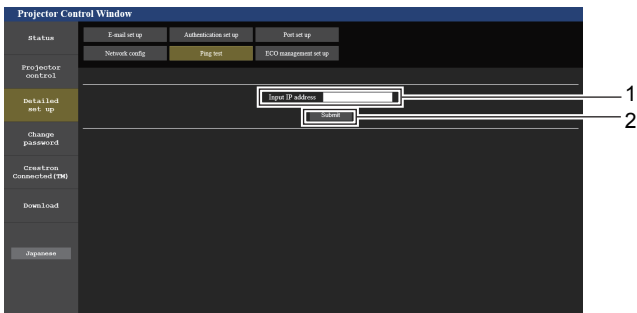 Projector Control Window
Status
E-mail set up
Authentication set up
Port set up
Network config
Ping test
ECO management set up
Projector
control
Input IP address
1
Detailed
set up
Submit
2
Change
password
Crestron
Connected(TM)
Download
Japanese